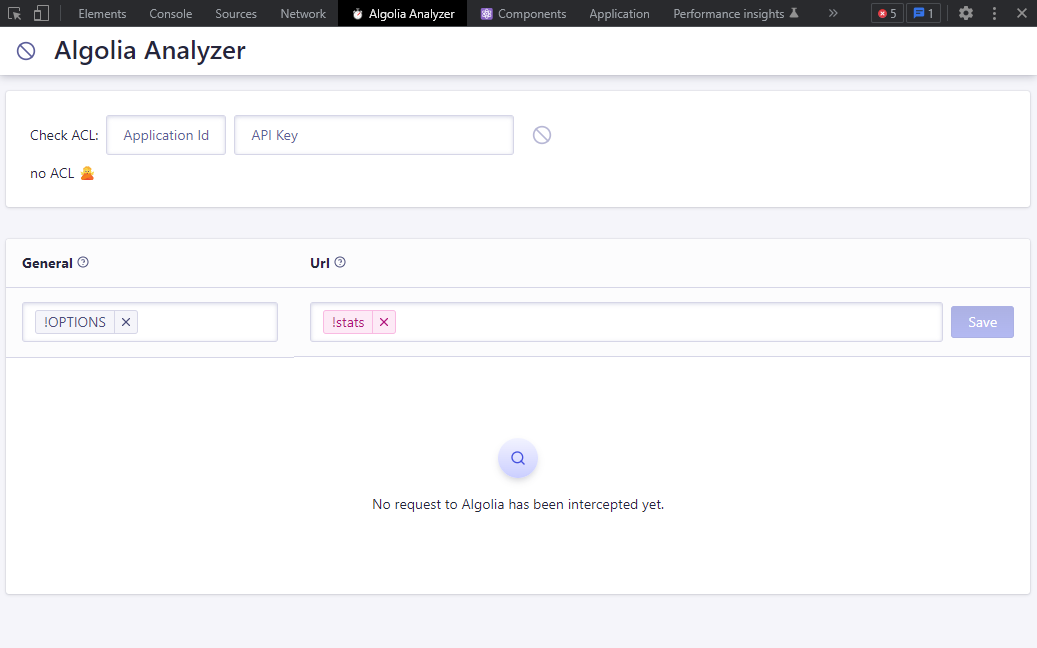 Elements Console Sources Network Algolia Analyzer Components Application Performance insights » 5 1
Algolia Analyzer
Check ACL: Application Id API Key
no ACL 🤷
General Url
!OPTIONS !stats Save
No request to Algolia has been intercepted yet.